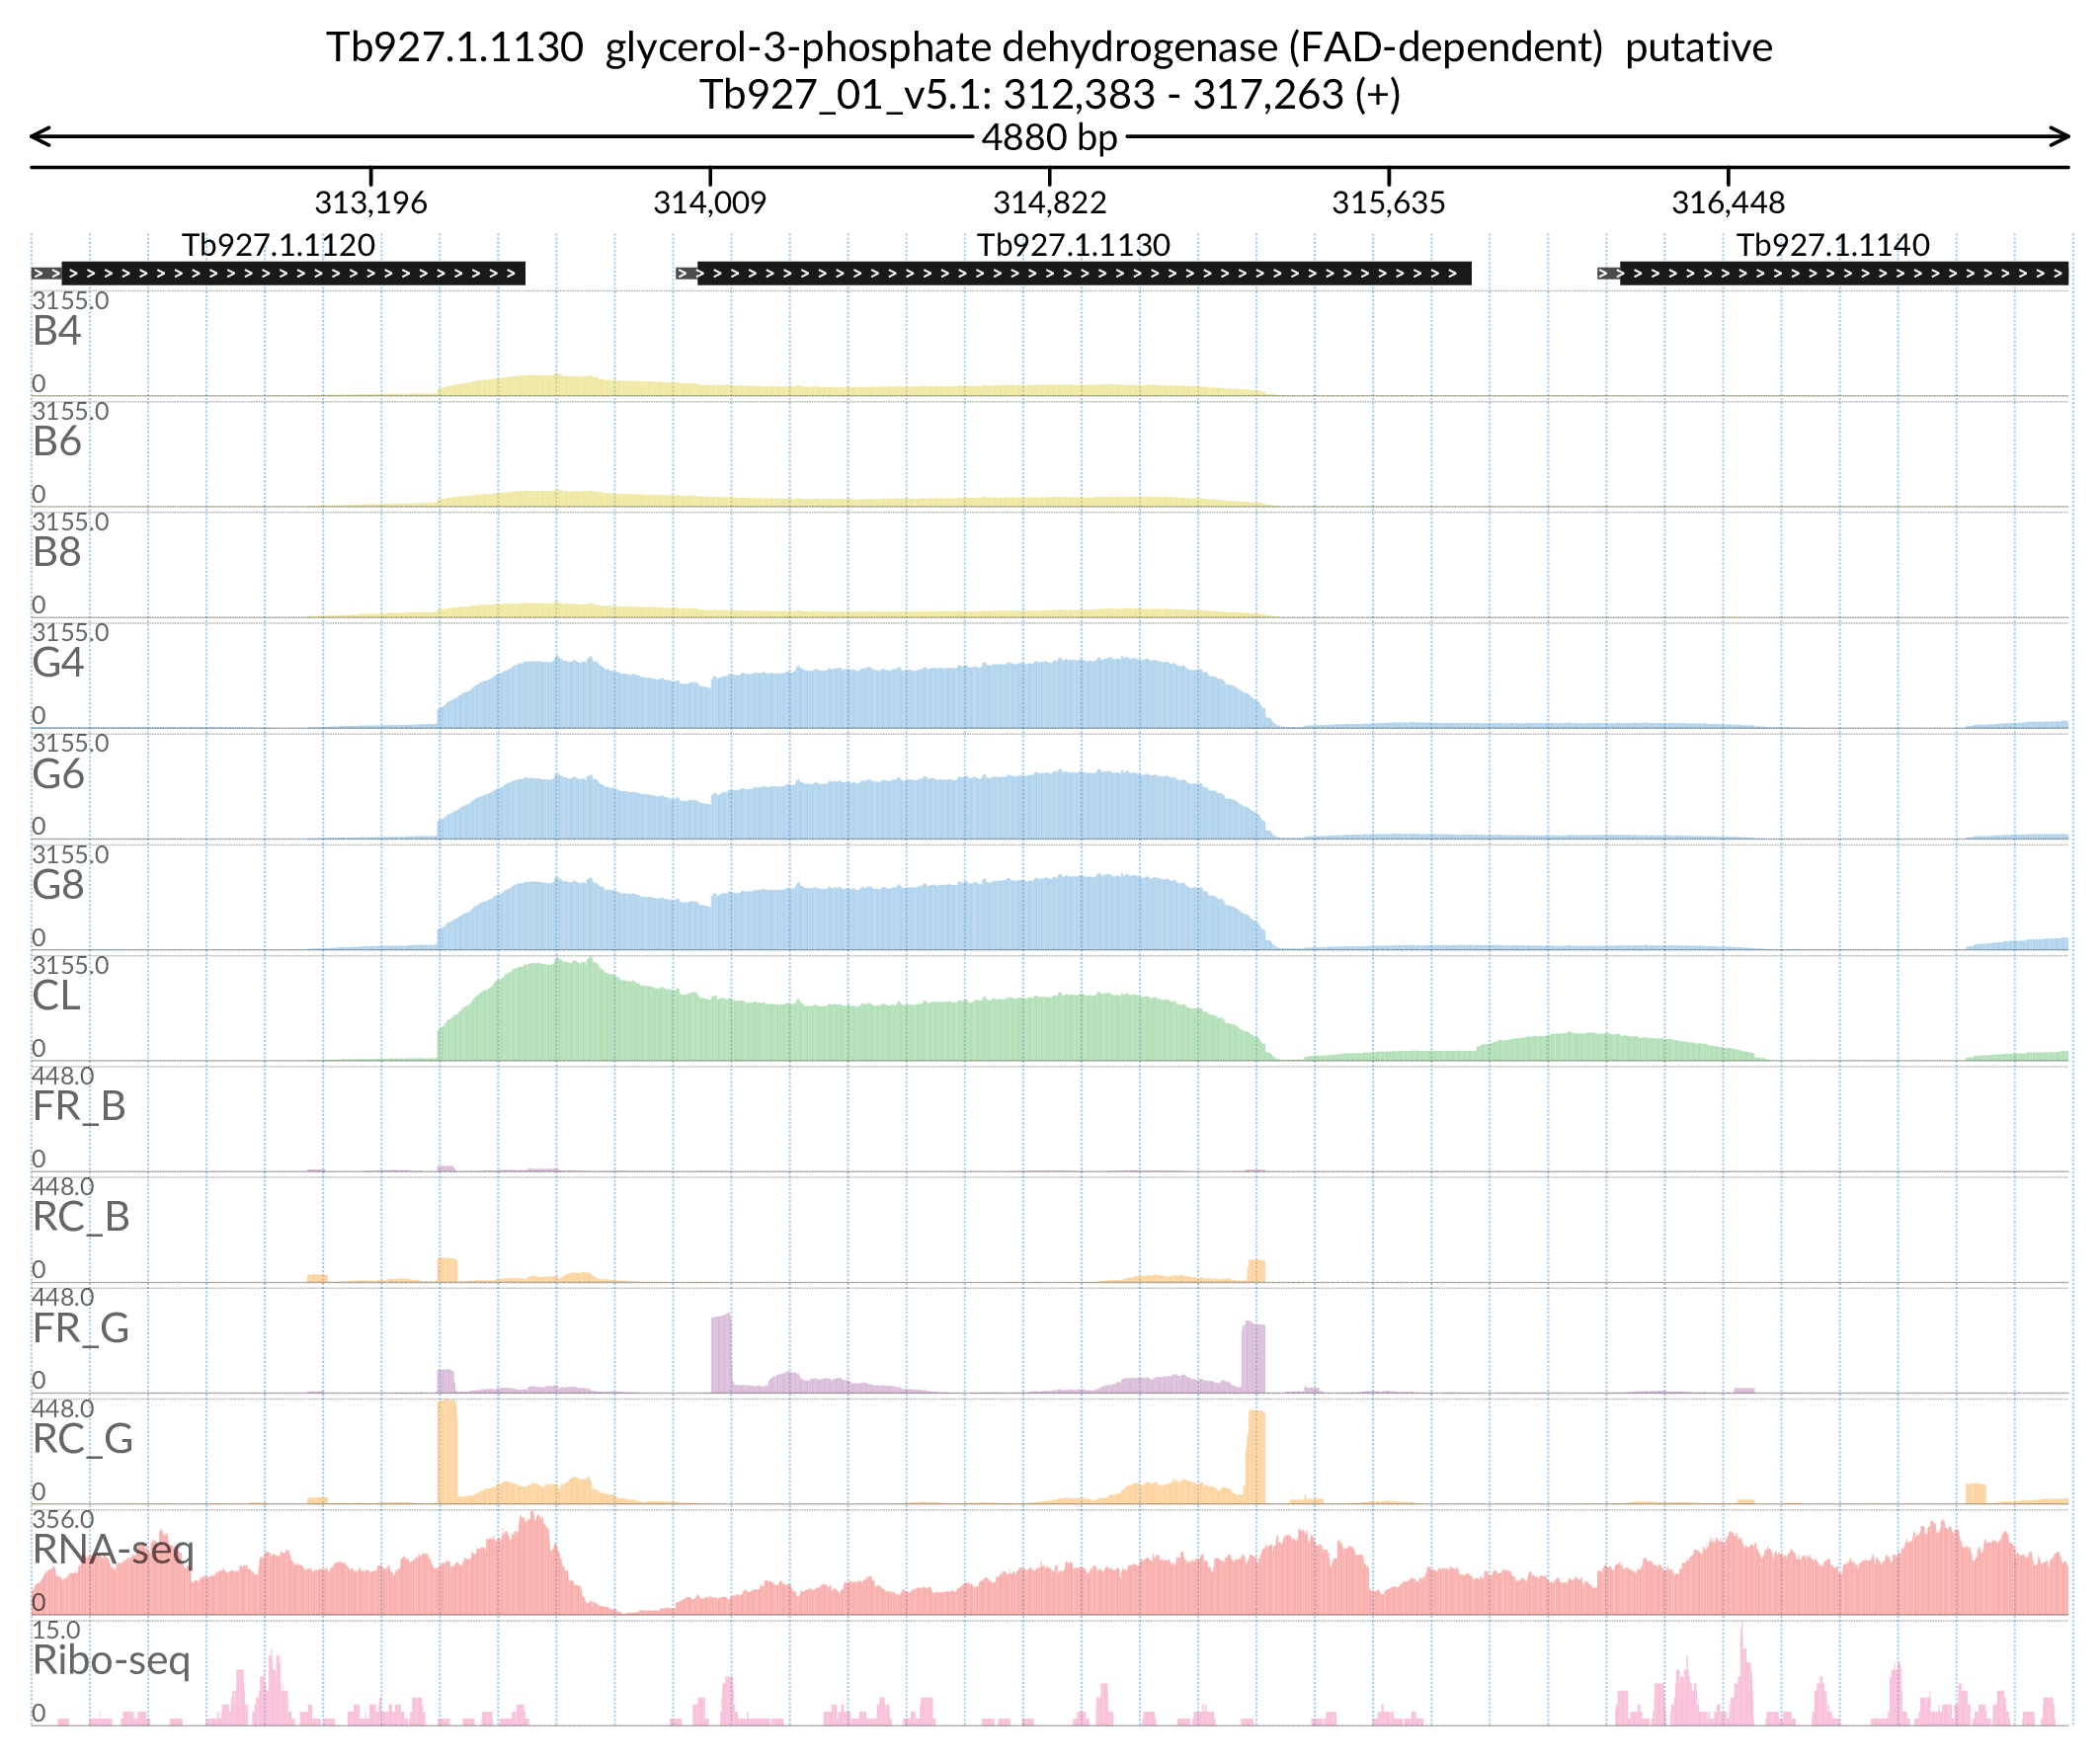 Tb927.1.1130  glycerol-3-phosphate dehydrogenase (FAD-dependent)  putative
Tb927_01_v5.1: 312,383 - 317,263 (+)
4880 bp
313,196 314,009 314,822 315,635 316,448
Tb927.1.1120 Tb927.1.1130 Tb927.1.1140
3155.0
B4
0
3155.0
B6
0
3155.0
B8
0
3155.0
G4
0
3155.0
G6
0
3155.0
G8
0
3155.0
CL
0
448.0
FR_B
0
448.0
RC_B
0
448.0
FR_G
0
448.0
RC_G
0
356.0
RNA-seq
0
15.0
Ribo-seq
0